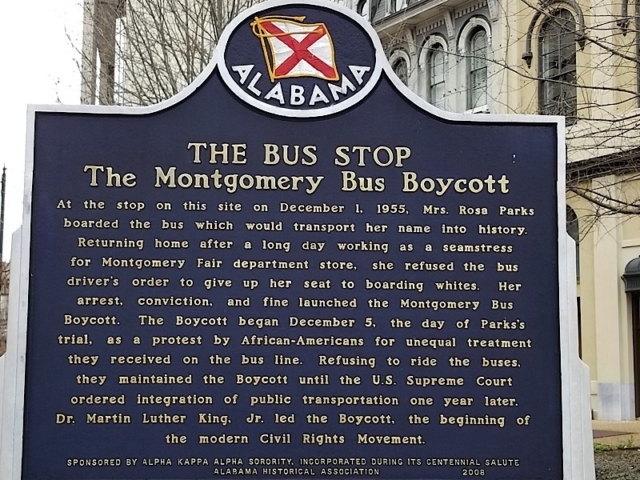 ALABAMA
THE BUS STOP
The Montgomery Bus Boycott
At the stop on this site on December 1, 1955, Mrs. Rosa Parks
boarded the bus which would transport her name into history.
Returning home after a long day working as a seamstress
for Montgomery Fair department store, she refused the bus
driver's order to give up her seat to boarding whites. Her
arrest, conviction, and fine launched the Montgomery Bus
Boycott. The Boycott began December 5, the day of Parks's
trial, as a protest by African-Americans for unequal treatment
they received on the bus line. Refusing to ride the buses,
they maintained the Boycott until the U.S. Supreme Court
ordered integration of public transportation one year later.
Dr. Martin Luther King, Jr. led the Boycott, the beginning of
the modern Civil Rights Movement.
SPONSORED BY ALPHA KAPPA ALPHA SORORITY, INCORPORATED DURING ITS CENTENNIAL SALUTE
ALABAMA HISTORICAL ASSOCIATION 2008